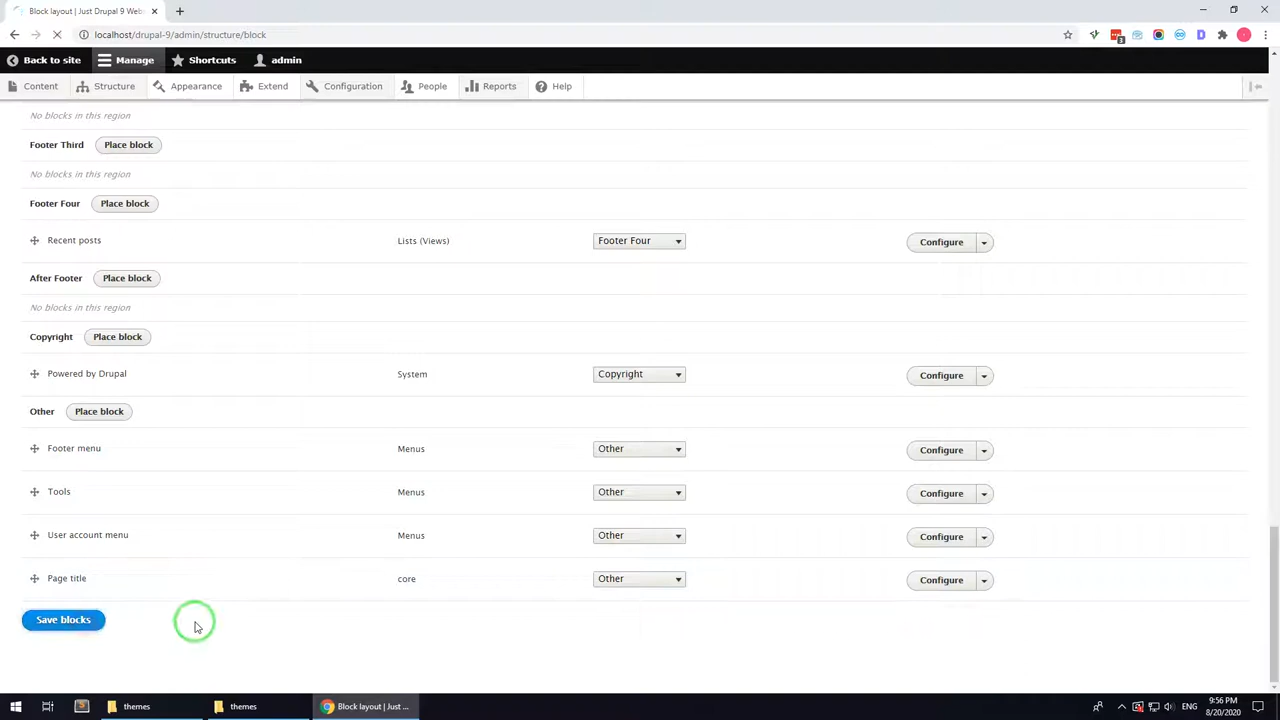 Block layout | Just Drupal 9 Web
localhost/drupal-9/admin/structure/block
3
Back to site Manage Shortcuts admin
Content Structure Appearance Extend Configuration People Reports Help
No blocks in this region
Footer Third Place block
No blocks in this region
Footer Four Place block
Recent posts Lists (Views) Footer Four Configure
After Footer Place block
No blocks in this region
Copyright Place block
Powered by Drupal System Copyright Configure
Other Place block
Footer menu Menus Other Configure
Tools Menus Other Configure
User account menu Menus Other Configure
Page title core Other Configure
Save blocks
themes themes Block layout | Just ... ENG 9:56 PM
8/20/2020